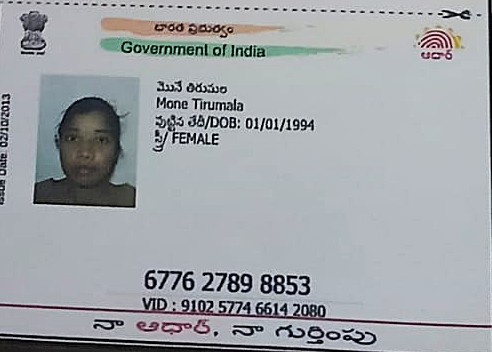 భారత ప్రభుత్వం
Government of India
ఆధార్
Issue Date: 02/10/2013
మొనే తిరుమల
Mone Tirumala
పుట్టిన తేదీ/DOB: 01/01/1994
స్త్రీ/ FEMALE
6776 2789 8853
VID : 9102 5774 6614 2080
నా ఆధార్, నా గుర్తింపు